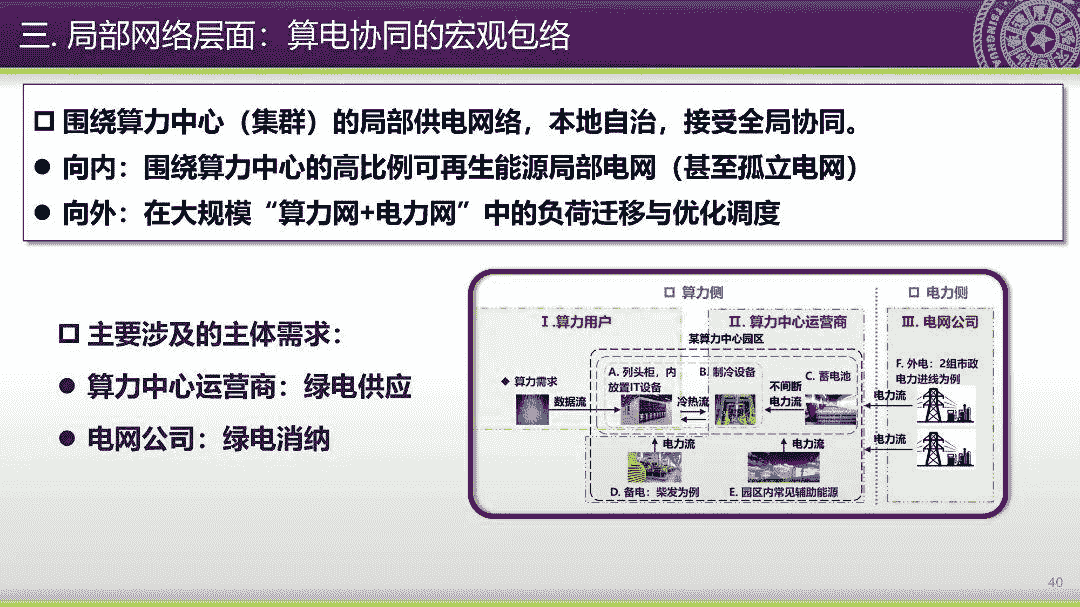 三. 局部网络层面：算电协同的宏观包络
TSINGHUA
围绕算力中心（集群）的局部供电网络，本地自治，接受全局协同。
向内：围绕算力中心的高比例可再生能源局部电网（甚至孤立电网）
向外：在大规模“算力网+电力网”中的负荷迁移与优化调度
主要涉及的主体需求：
算力中心运营商：绿电供应
电网公司：绿电消纳
算力侧
电力侧
Ⅰ.算力用户
Ⅱ. 算力中心运营商
Ⅲ. 电网公司
某算力中心园区
算力需求
数据流
A. 列头柜，内
放置IT设备
冷热流
B. 制冷设备
不间断
电力流
C. 蓄电池
电力流
F. 外电：2组市政
电力进线为例
电力流
电力流
电力流
D. 备电：柴发为例
E. 园区内常见辅助能源
40